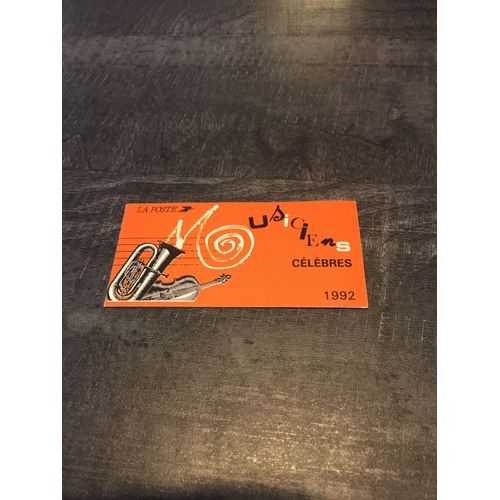 LA POSTE
MUsiciEns
CÉLÈBRES
1992